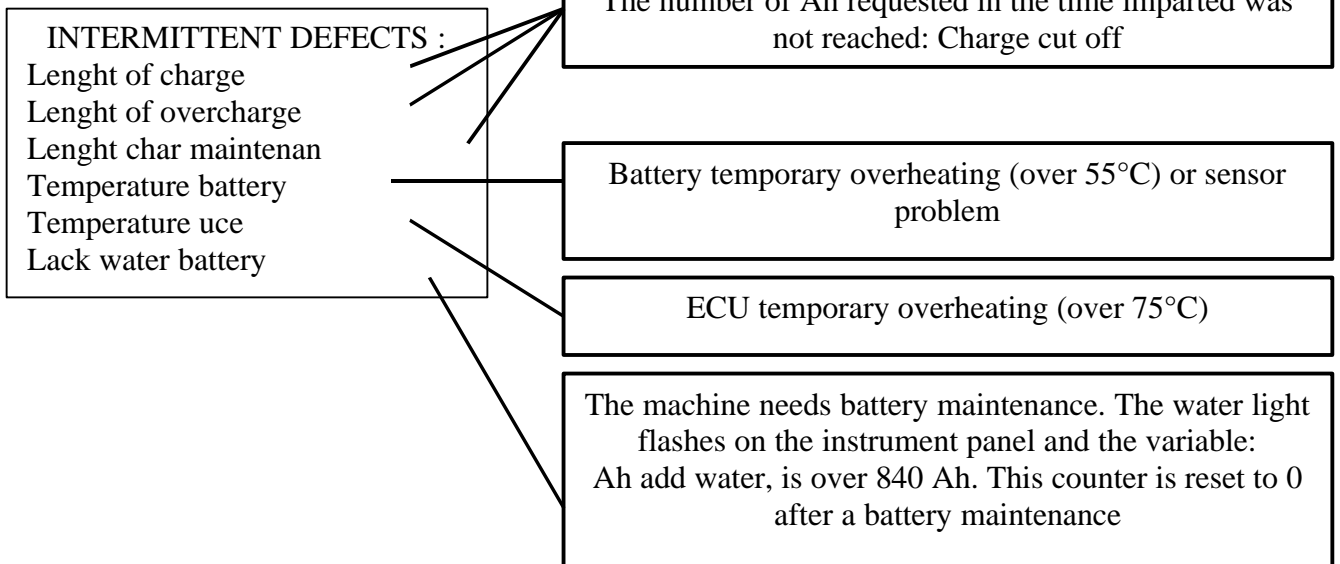 INTERMITTENT DEFECTS :
Lenght of charge
Lenght of overcharge
Lenght char maintenan
Temperature battery
Temperature uce
Lack water battery
The number of Ah requested in the time imparted was
not reached: Charge cut off
Battery temporary overheating (over 55°C) or sensor
problem
ECU temporary overheating (over 75°C)
The machine needs battery maintenance. The water light
flashes on the instrument panel and the variable:
Ah add water, is over 840 Ah. This counter is reset to 0
after a battery maintenance